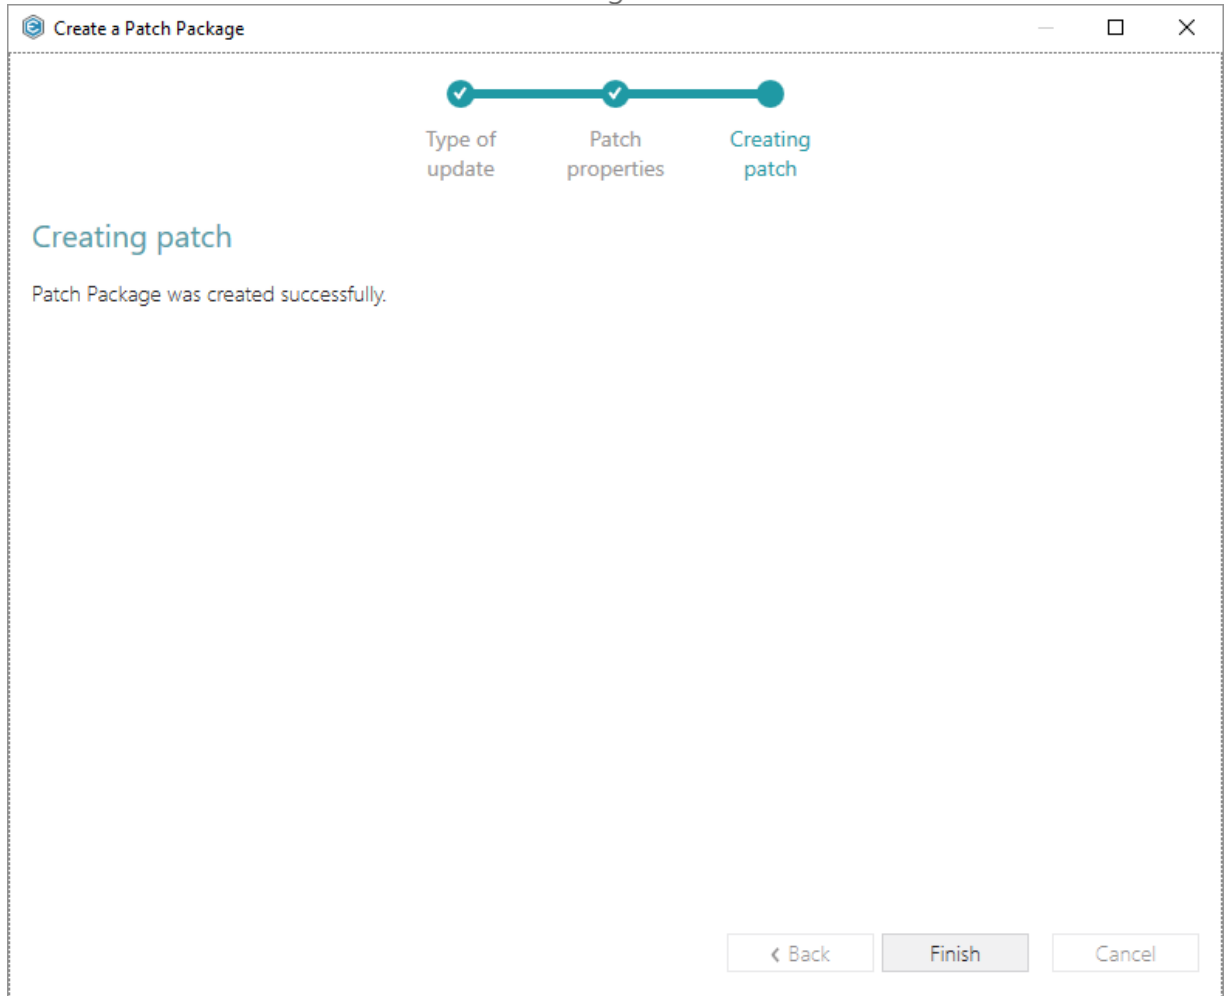 Create a Patch Package
Type of update
Patch properties
Creating patch
Creating patch
Patch Package was created successfully.
Back
Finish
Cancel